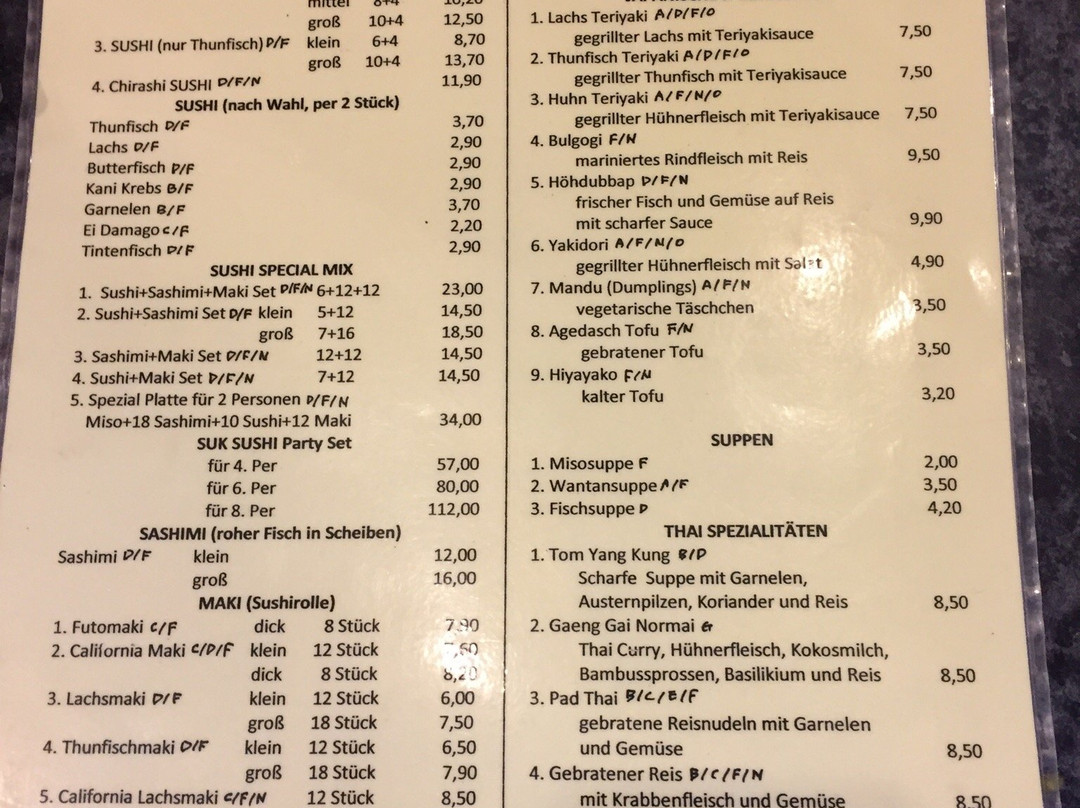 mittel 8+4 10,20
groß 10+4 12,50
3. SUSHI (nur Thunfisch) D/F klein 6+4 8,70
groß 10+4 13,70
4. Chirashi SUSHI D/F/N 11,90
SUSHI (nach Wahl, per 2 Stück)
Thunfisch D/F 3,70
Lachs D/F 2,90
Butterfisch D/F 2,90
Kani Krebs B/F 2,90
Garnelen B/F 3,70
Ei Damago C/F 2,20
Tintenfisch D/F 2,90
SUSHI SPECIAL MIX
1. Sushi+Sashimi+Maki Set D/F/N 6+12+12 23,00
2. Sushi+Sashimi Set D/F klein 5+12 14,50
groß 7+16 18,50
3. Sashimi+Maki Set D/F/N 12+12 14,50
4. Sushi+Maki Set D/F/N 7+12 14,50
5. Spezial Platte für 2 Personen D/F/N
Miso+18 Sashimi+10 Sushi+12 Maki 34,00
SUK SUSHI Party Set
für 4. Per 57,00
für 6. Per 80,00
für 8. Per 112,00
SASHIMI (roher Fisch in Scheiben)
Sashimi D/F klein 12,00
groß 16,00
MAKI (Sushirolle)
1. Futomaki C/F dick 8 Stück 7,90
2. California Maki C/D/F klein 12 Stück 7,60
dick 8 Stück 8,20
3. Lachsmaki D/F klein 12 Stück 6,00
groß 18 Stück 7,50
4. Thunfischmaki D/F klein 12 Stück 6,50
groß 18 Stück 7,90
5. California Lachsmaki C/F/N 12 Stück 8,50
1. Lachs Teriyaki A/D/F/O 7,50
gegrillter Lachs mit Teriyakisauce
2. Thunfisch Teriyaki A/D/F/O
gegrillter Thunfisch mit Teriyakisauce 7,50
3. Huhn Teriyaki A/F/N/O
gegrillter Hühnerfleisch mit Teriyakisauce 7,50
4. Bulgogi F/N
mariniertes Rindfleisch mit Reis 9,50
5. Höhdubbap D/F/N
frischer Fisch und Gemüse auf Reis
mit scharfer Sauce 9,90
6. Yakidori A/F/N/O
gegrillter Hühnerfleisch mit Salat 4,90
7. Mandu (Dumplings) A/F/N
vegetarische Täschchen 3,50
8. Agedasch Tofu F/N
gebratener Tofu 3,50
9. Hiyayako F/N
kalter Tofu 3,20
SUPPEN
1. Misosuppe F 2,00
2. Wantansuppe A/F 3,50
3. Fischsuppe D 4,20
THAI SPEZIALITÄTEN
1. Tom Yang Kung B/D
Scharfe Suppe mit Garnelen,
Austernpilzen, Koriander und Reis 8,50
2. Gaeng Gai Normai G
Thai Curry, Hühnerfleisch, Kokosmilch,
Bambussprossen, Basilikium und Reis 8,50
3. Pad Thai B/C/E/F
gebratene Reisnudeln mit Garnelen
und Gemüse 8,50
4. Gebratener Reis B/C/F/N
mit Krabbenfleisch und Gemüse 8,50